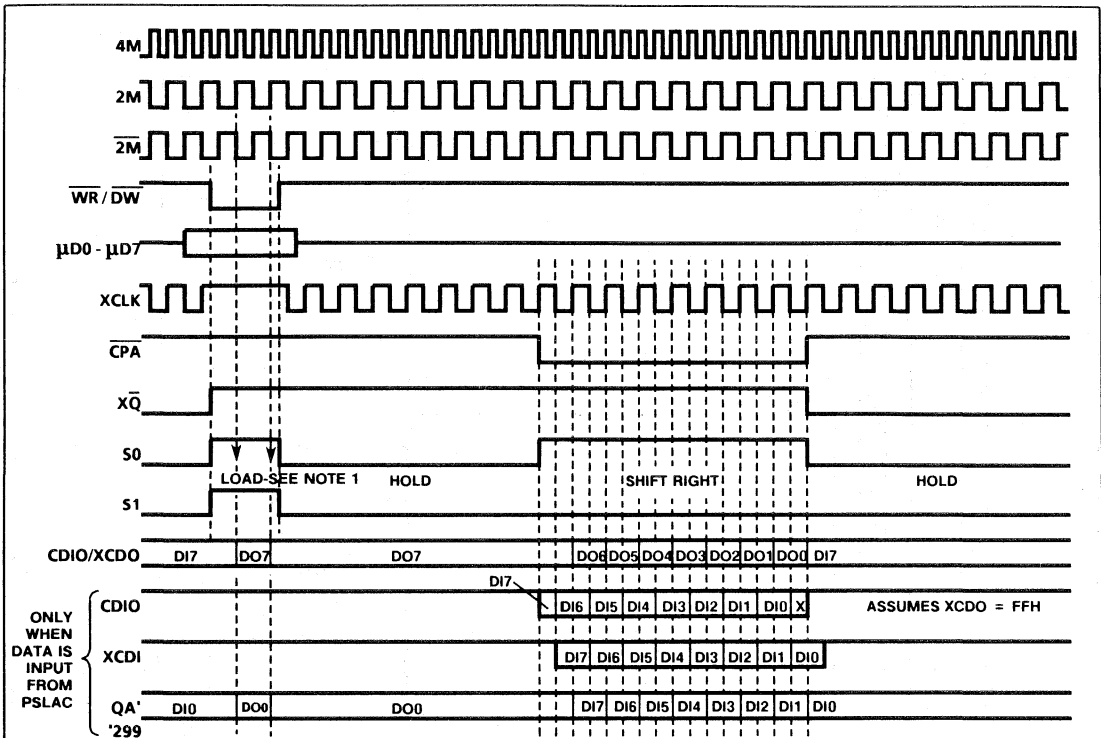 4M
2M
2M
WR / DW
µD0 - µD7
XCLK
CPA
XQ
S0
LOAD-SEE NOTE 1 HOLD SHIFT RIGHT HOLD
S1
CDIO/XCDO DI7 DO7 DO7 DO6 DO5 DO4 DO3 DO2 DO1 DO0 DI7
DI7
CDIO DI6 DI5 DI4 DI3 DI2 DI1 DI0 X ASSUMES XCDO = FFH
ONLY
WHEN
DATA IS
INPUT
FROM
PSLAC
XCDI DI7 DI6 DI5 DI4 DI3 DI2 DI1 DI0
QA' DI0 DO0 DO0 DI7 DI6 DI5 DI4 DI3 DI2 DI1 DI0
'299